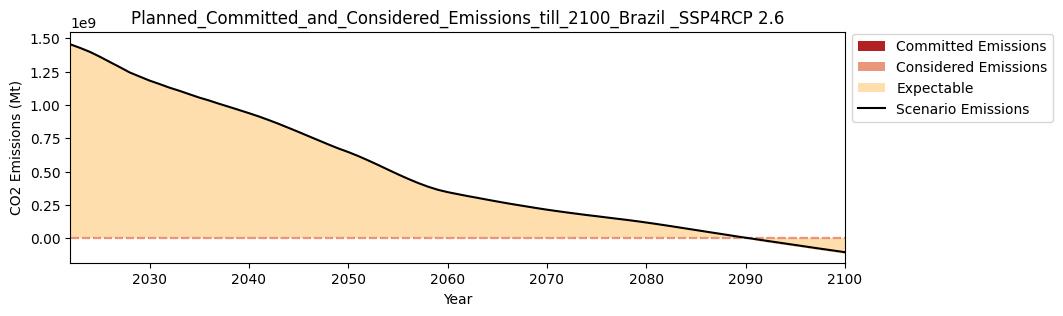 Planned_Committed_and_Considered_Emissions_till_2100_Brazil _SSP4RCP 2.6
1e9
1.50
1.25
1.00
0.75
0.50
0.25
0.00
CO2 Emissions (Mt)
2030 2040 2050 2060 2070 2080 2090 2100
Year
Committed Emissions
Considered Emissions
Expectable
Scenario Emissions